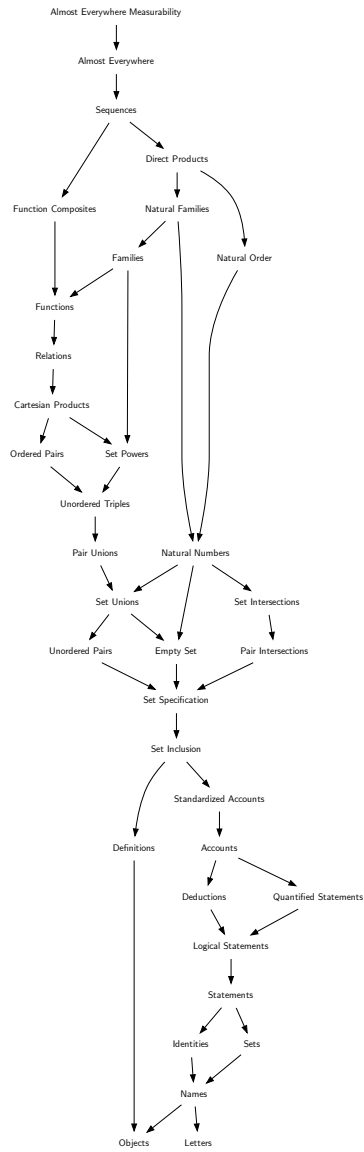 Almost Everywhere Measurability
Almost Everywhere
Sequences
Direct Products
Function Composites
Natural Families
Families
Natural Order
Functions
Relations
Cartesian Products
Ordered Pairs
Set Powers
Unordered Triples
Pair Unions
Natural Numbers
Set Unions
Set Intersections
Unordered Pairs
Empty Set
Pair Intersections
Set Specification
Set Inclusion
Standardized Accounts
Definitions
Accounts
Deductions
Quantified Statements
Logical Statements
Statements
Identities
Sets
Names
Objects
Letters